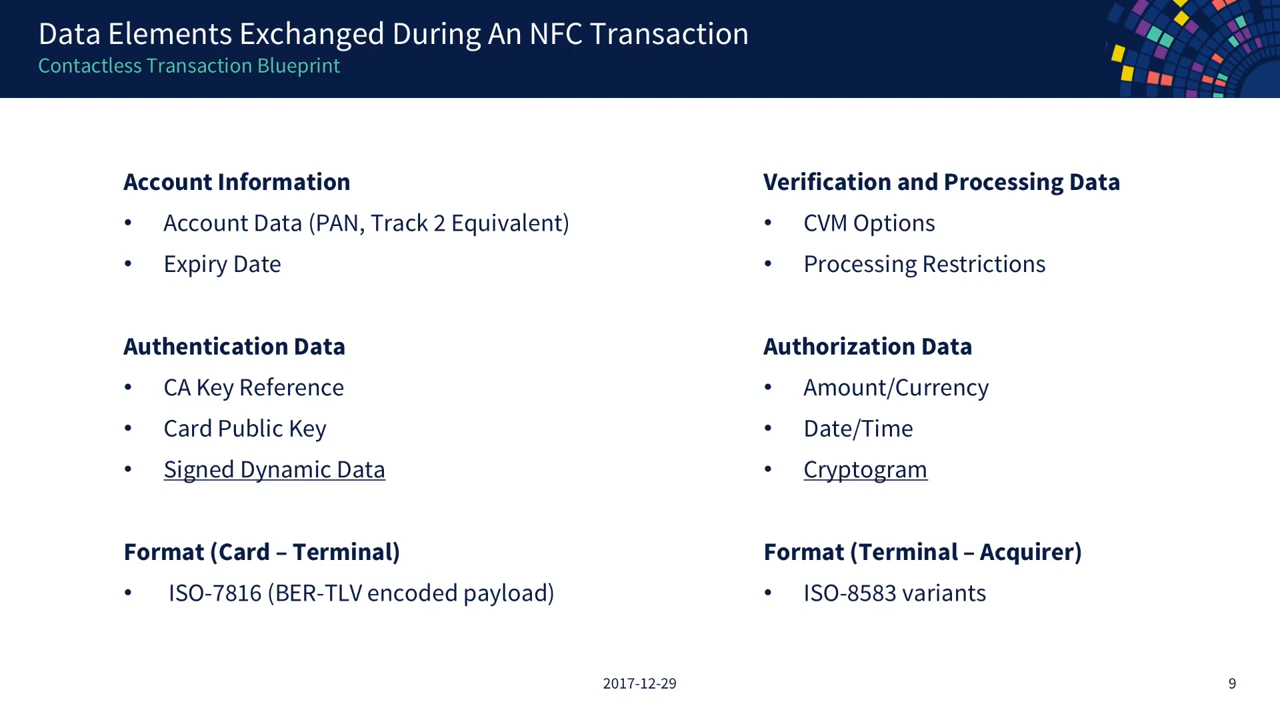 Data Elements Exchanged During An NFC Transaction
Contactless Transaction Blueprint
Account Information
• Account Data (PAN, Track 2 Equivalent)
• Expiry Date
Authentication Data
• CA Key Reference
• Card Public Key
• Signed Dynamic Data
Format (Card – Terminal)
• ISO-7816 (BER-TLV encoded payload)
Verification and Processing Data
• CVM Options
• Processing Restrictions
Authorization Data
• Amount/Currency
• Date/Time
• Cryptogram
Format (Terminal – Acquirer)
• ISO-8583 variants
2017-12-29
9